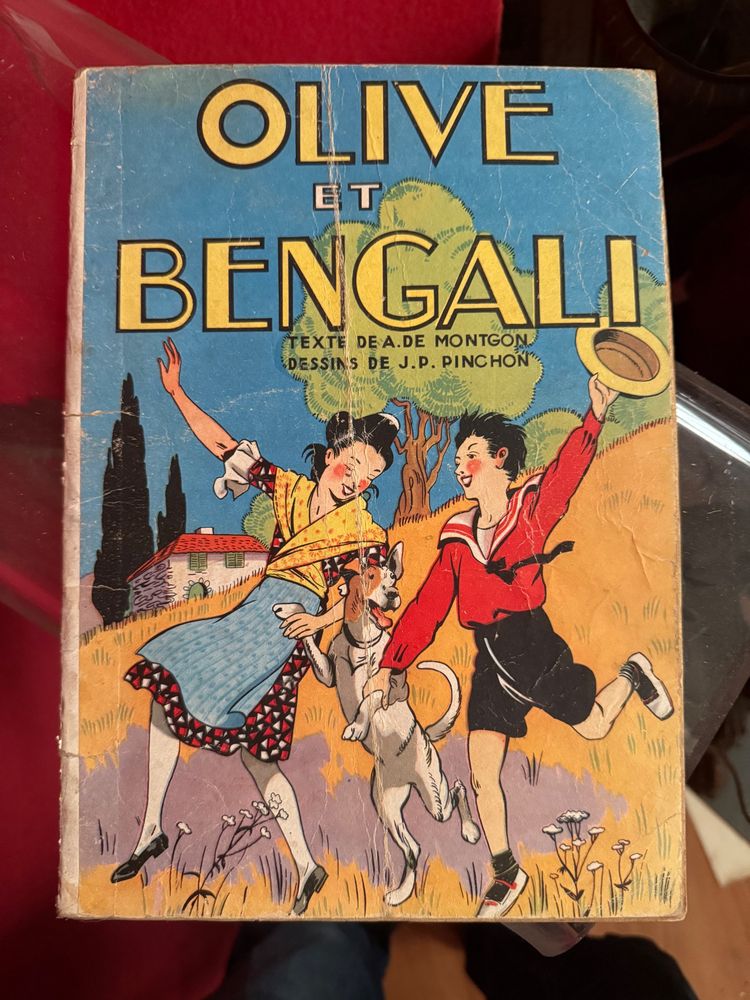 OLIVE
ET
BENGALI
TEXTE DE A. DE MONTGON
DESSINS DE J.P. PINCHON